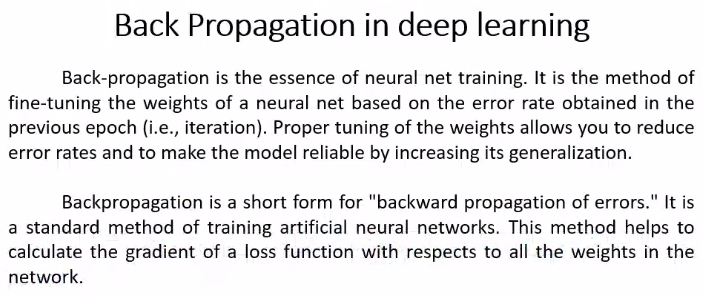 Back Propagation in deep learning
Back-propagation is the essence of neural net training. It is the method of
fine-tuning the weights of a neural net based on the error rate obtained in the
previous epoch (i.e., iteration). Proper tuning of the weights allows you to reduce
error rates and to make the model reliable by increasing its generalization.
Backpropagation is a short form for "backward propagation of errors." It is
a standard method of training artificial neural networks. This method helps to
calculate the gradient of a loss function with respects to all the weights in the
network.